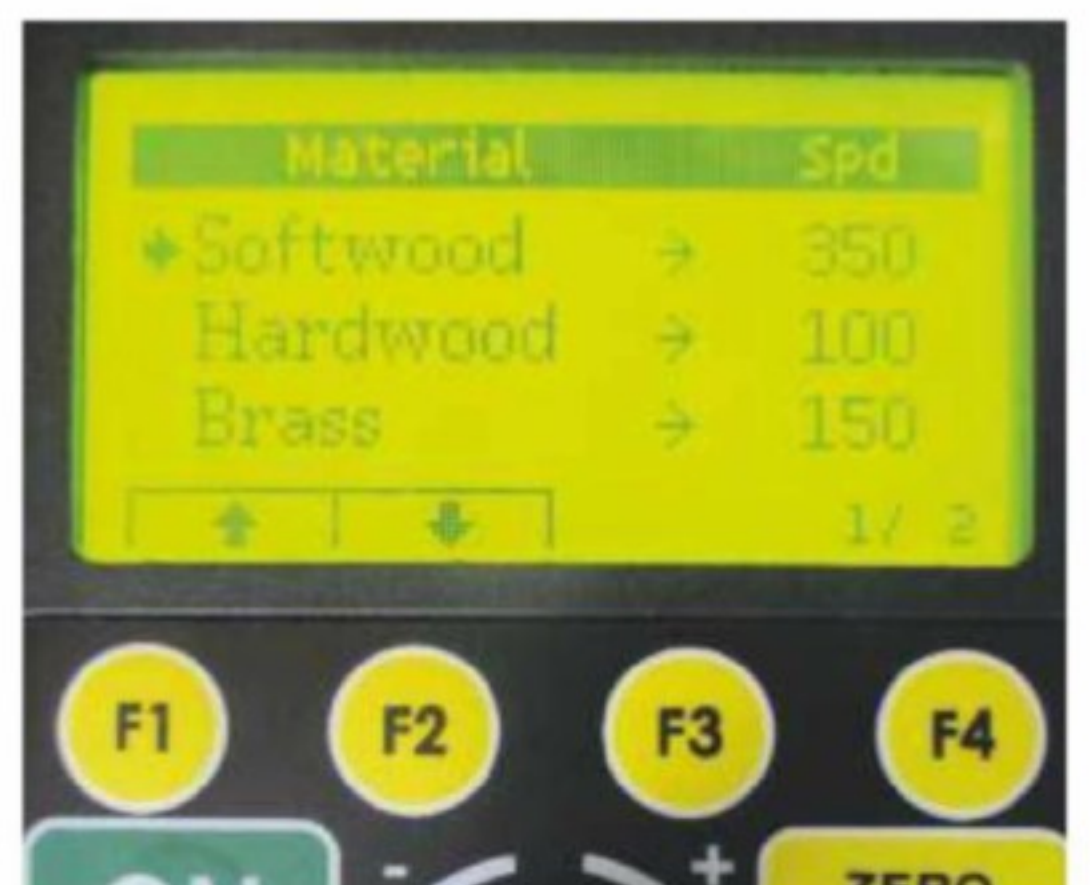 Material Spd
Softwood → 350
Hardwood → 100
Brass → 150
1/ 2
F1 F2 F3 F4
- +